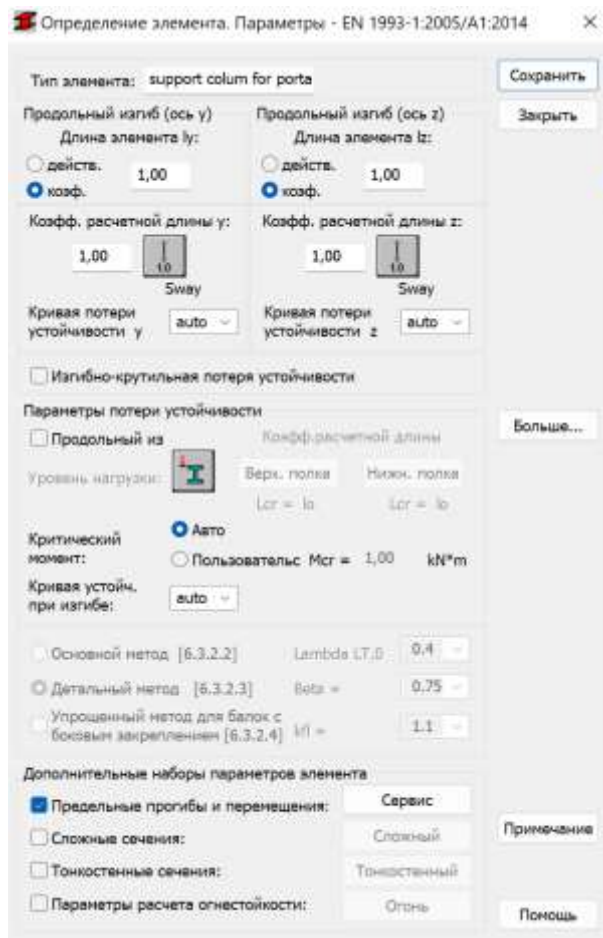 Определение элемента. Параметры - EN 1993-1:2005/A1:2014
Тип элемента: support colum for porta
Сохранить
Закрыть
Продольный изгиб (ось y)
Длина элемента ly:
действ.
коэф.
1,00
Продольный изгиб (ось z)
Длина элемента lz:
действ.
коэф.
1,00
Коэфф. расчетной длины y:
1,00
1.0
Sway
Кривая потери
устойчивости y
auto
Коэфф. расчетной длины z:
1,00
1.0
Sway
Кривая потери
устойчивости z
auto
Изгибно-крутильная потеря устойчивости
Параметры потери устойчивости
Больше...
Продольный из
Коэфф.расчетной длины
Уровень нагрузки:
Верх. полка
Нижн. полка
Lcr = lo
Lcr = lo
Критический
момент:
Авто
Пользовательс Mcr = 1,00 kN*m
Кривая устойч.
при изгибе:
auto
Основной метод [6.3.2.2]
Lambda LT,0
0.4
Детальный метод [6.3.2.3]
Beta =
0.75
Упрощенный метод для балок с
боковым закреплением [6.3.2.4]
kfl =
1.1
Дополнительные наборы параметров элемента
Предельные прогибы и перемещения:
Сервис
Сложные сечения:
Сложный
Примечание
Тонкостенные сечения:
Тонкостенный
Параметры расчета огнестойкости:
Огонь
Помощь